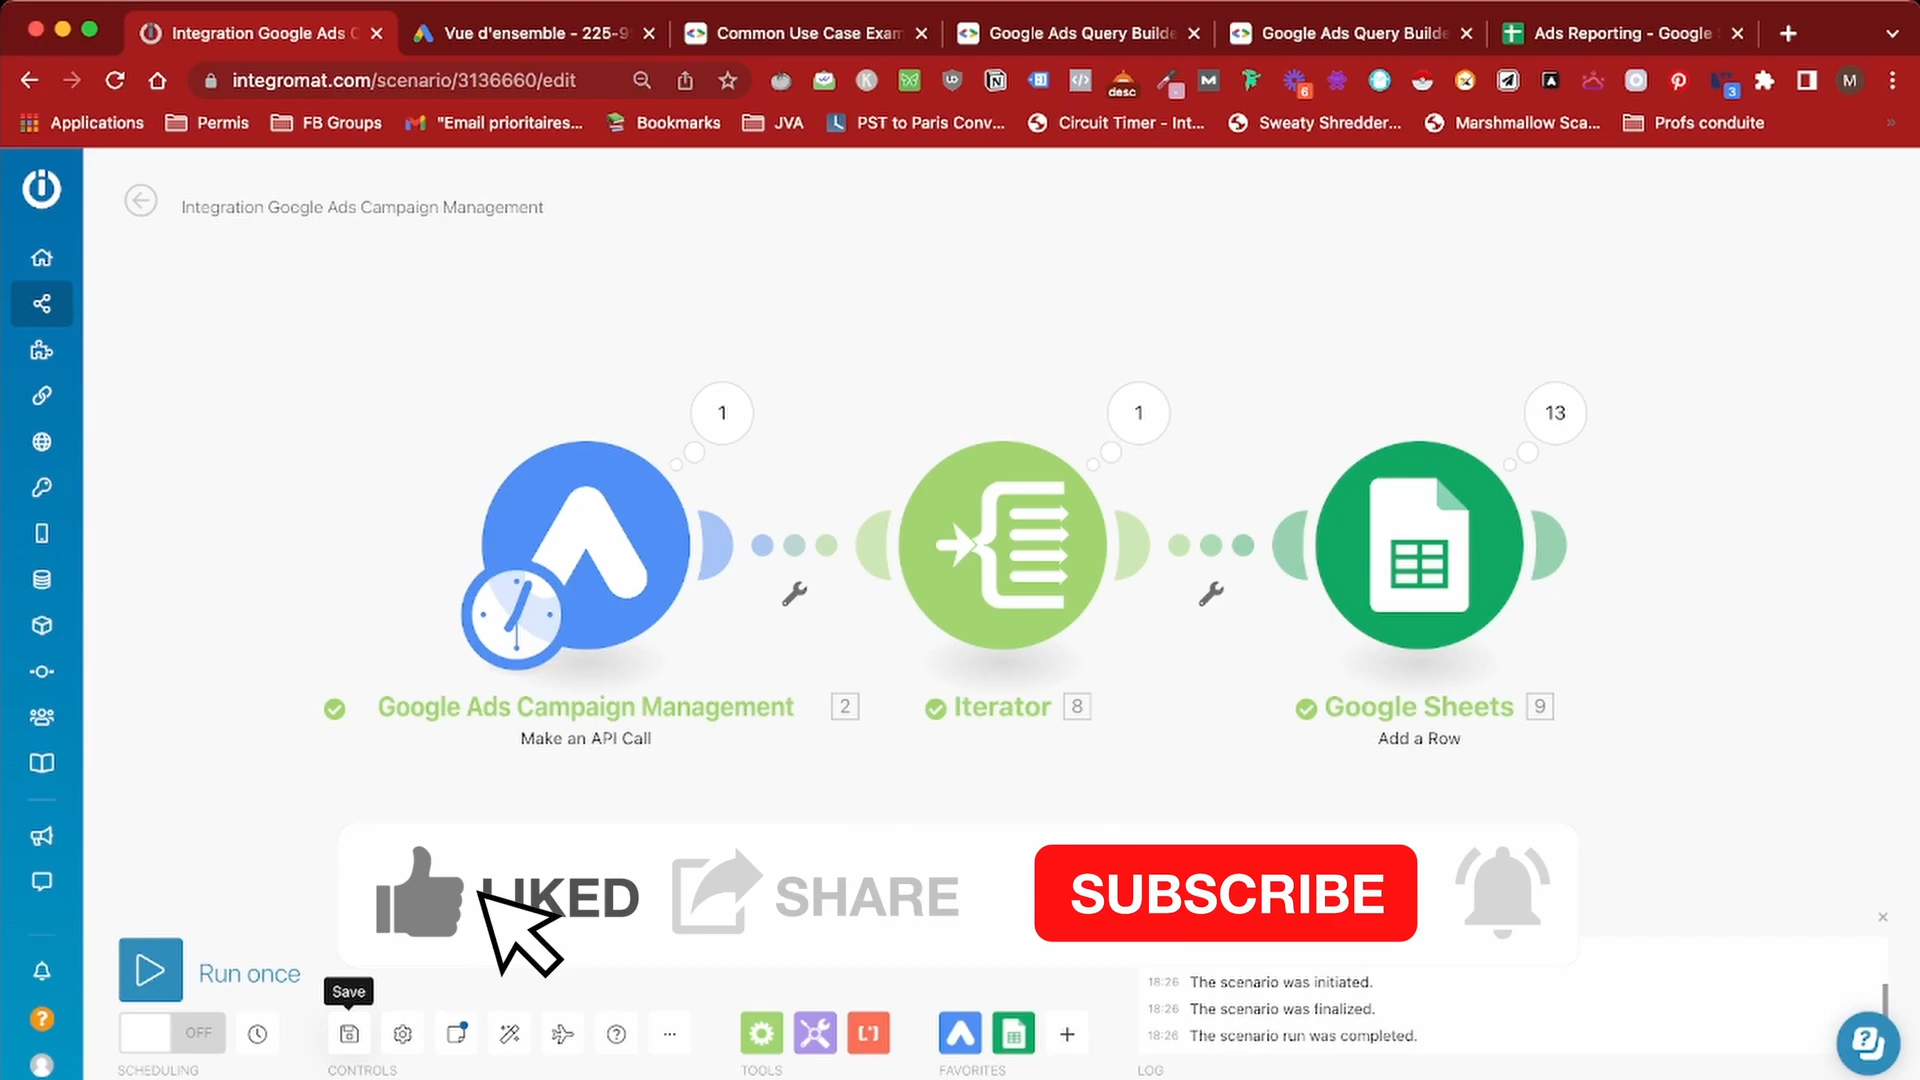 Integration Google Ads C
Vue d'ensemble - 225-9
Common Use Case Exam
Google Ads Query Builde
Google Ads Query Builde
Ads Reporting - Google
integromat.com/scenario/3136660/edit
desc
6
3
M
Applications
Permis
FB Groups
"Email prioritaires...
Bookmarks
JVA
PST to Paris Conv...
Circuit Timer - Int...
Sweaty Shredder...
Marshmallow Sca...
Profs conduite
»
Integration Google Ads Campaign Management
1
1
13
Google Ads Campaign Management 2
Make an API Call
Iterator 8
Google Sheets 9
Add a Row
LIKED
SHARE
SUBSCRIBE
Run once
Save
OFF
SCHEDULING
CONTROLS
TOOLS
FAVORITES
18:26 The scenario was initiated.
18:26 The scenario was finalized.
18:26 The scenario run was completed.
LOG